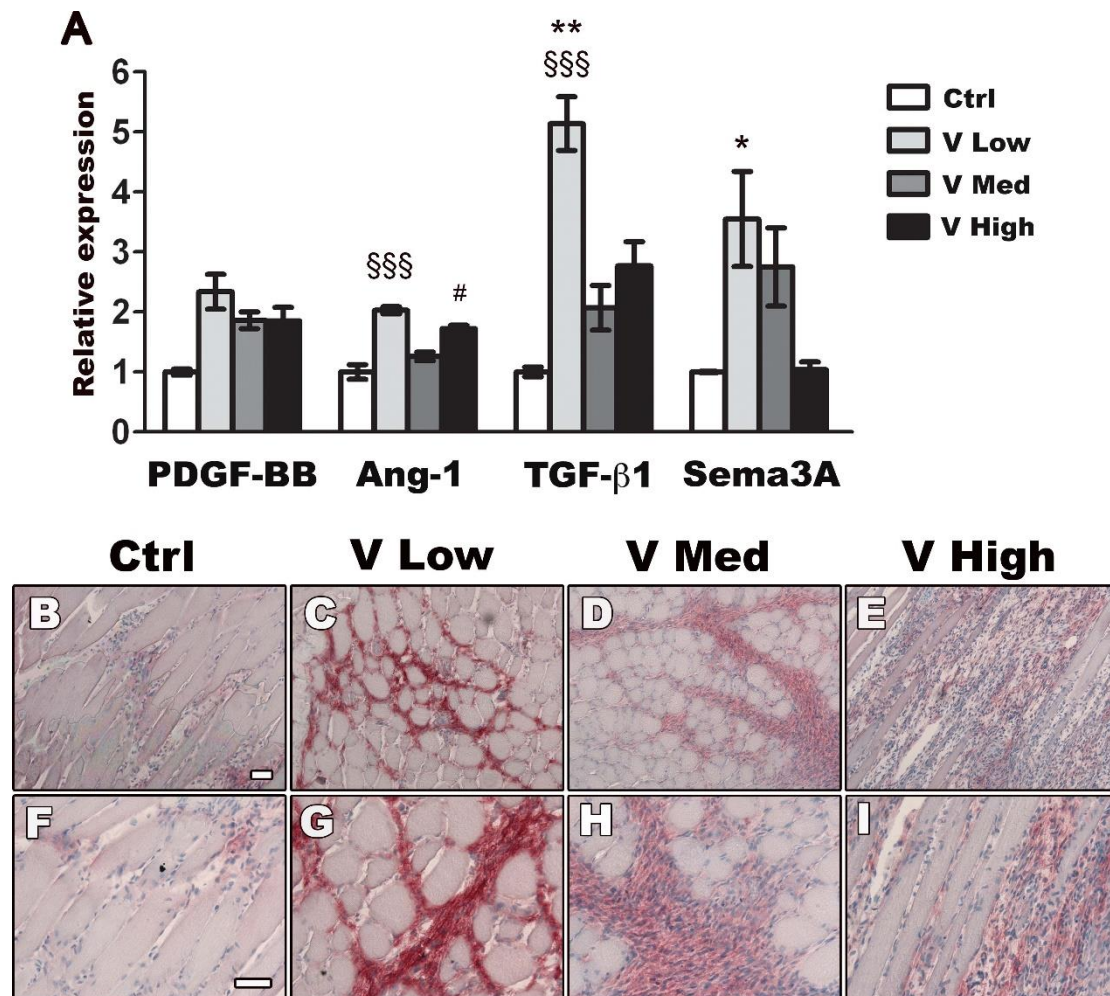 A
Relative expression
6
5
4
3
2
1
0
§§§
#
**
§§§
*
PDGF-BB
Ang-1
TGF-β1
Sema3A
Ctrl
V Low
V Med
V High
Ctrl V Low V Med V High
B C D E
F G H I